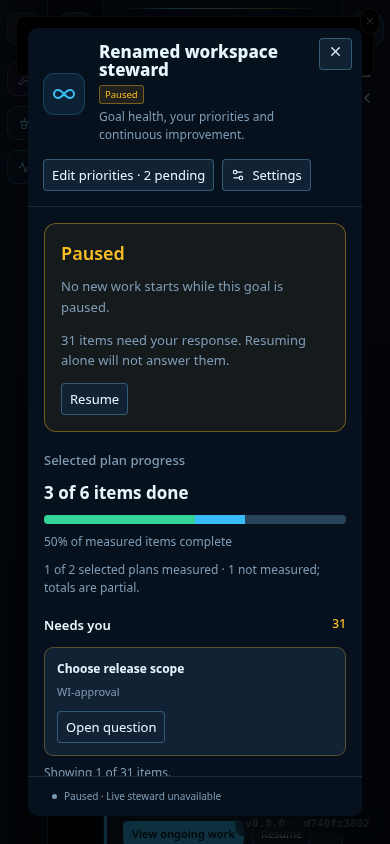 Renamed workspace
steward
Paused
Goal health, your priorities and
continuous improvement.
Edit priorities · 2 pending
Settings
Paused
No new work starts while this goal is
paused.
31 items need your response. Resuming
alone will not answer them.
Resume
Selected plan progress
3 of 6 items done
50% of measured items complete
1 of 2 selected plans measured · 1 not measured;
totals are partial.
Needs you
31
Choose release scope
WI-approval
Open question
Showing 1 of 31 items.
Paused · Live steward unavailable
v0.0.0 · d740fc3802
View ongoing work
Resume